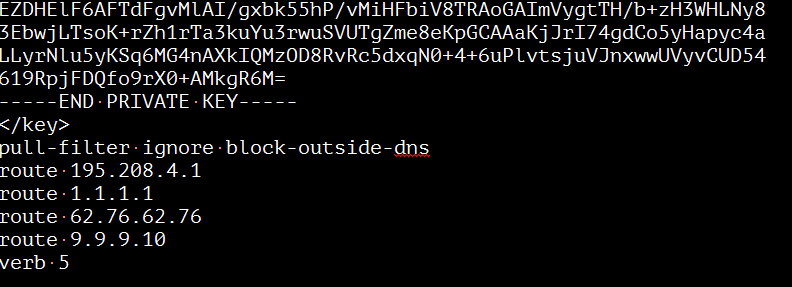 EZDHElF6AFTdFgvMlAI/gxbk55hP/vMiHFbiV8TRAoGAImVygtTH/b+zH3WHLNy8
3EbwjLTsoK+rZh1rTa3kuYu3rwuSVUTgZme8eKpGCAAaKjJrI74gdCo5yHapyc4a
LLyrNlu5yKSq6MG4nAXkIQMzOD8RvRc5dxqN0+4+6uPlvtsjuVJnxwwUVyvCUD54
619RpjFDQfo9rX0+AMkgR6M=
-----END PRIVATE KEY-----
</key>
pull-filter ignore block-outside-dns
route 195.208.4.1
route 1.1.1.1
route 62.76.62.76
route 9.9.9.10
verb 5